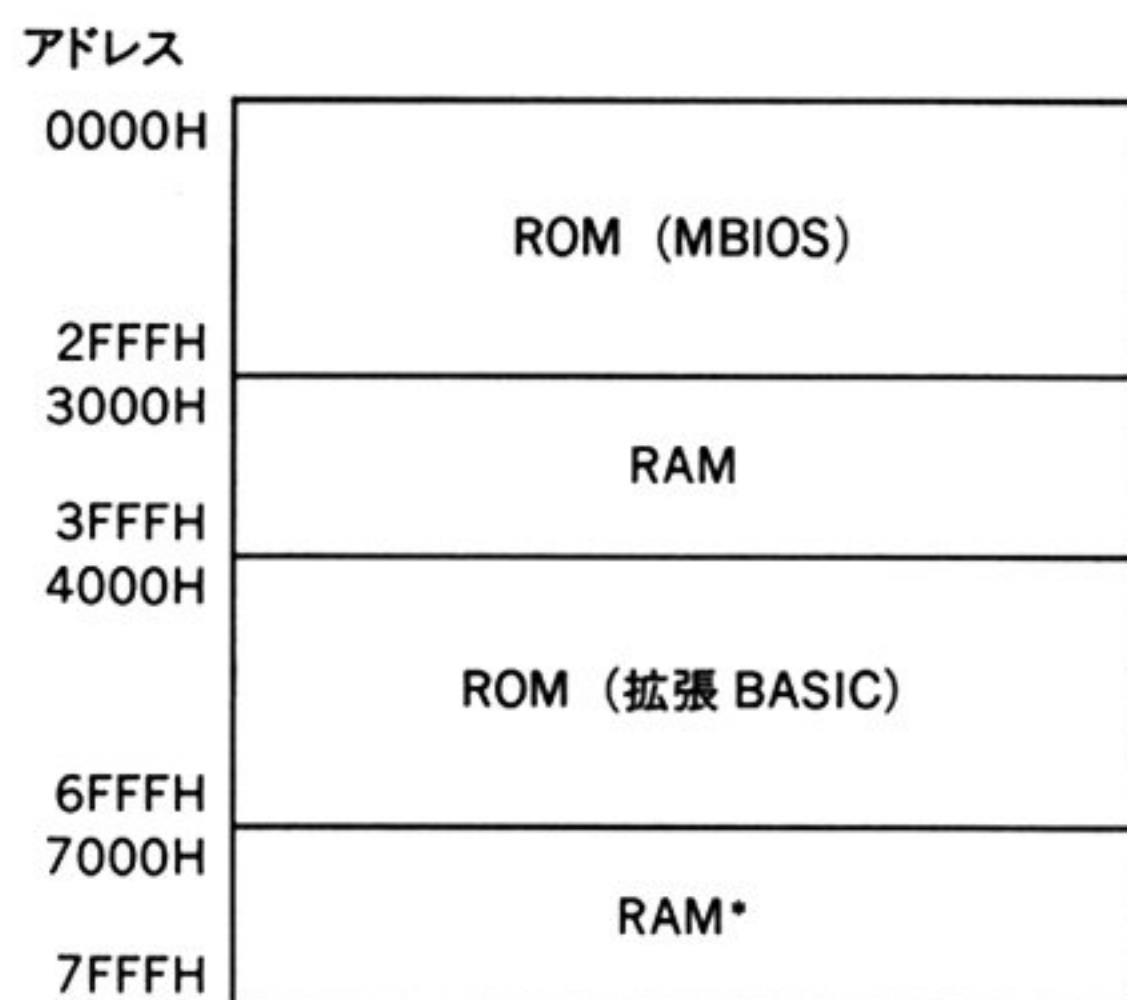 アドレス
0000H
ROM (MBIOS)
2FFFH
3000H
RAM
3FFFH
4000H
ROM (拡張 BASIC)
6FFFH
7000H
RAM*
7FFFH